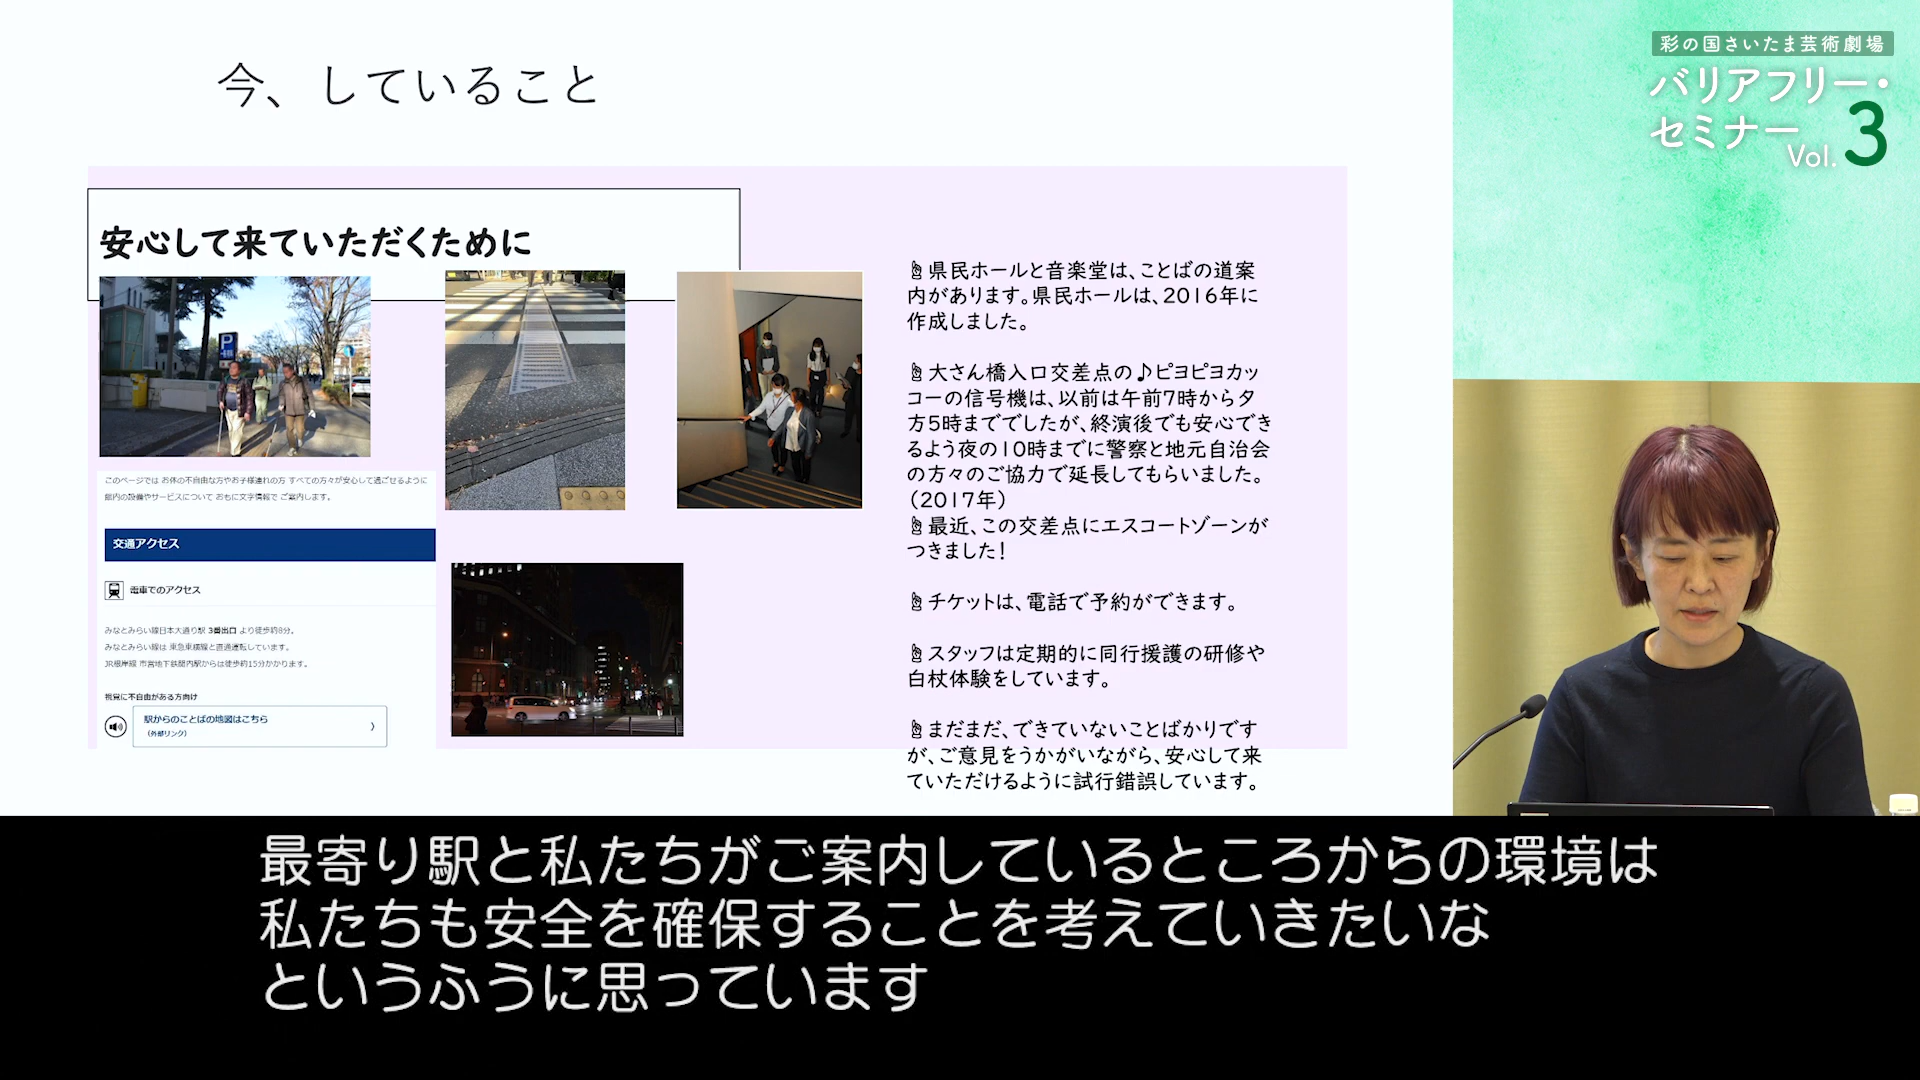 今、していること
彩の国さいたま芸術劇場
バリアフリー・
セミナー
Vol. 3
安心して来ていただくために
P
☝県民ホールと音楽堂は、ことばの道案
内があります。県民ホールは、2016年に
作成しました。
☝大さん橋入口交差点の♪ピヨピヨカッ
コーの信号機は、以前は午前7時から夕
方5時まででしたが、終演後でも安心でき
るよう夜の10時までに警察と地元自治会
の方々のご協力で延長してもらいました。
(2017年)
☝最近、この交差点にエスコートゾーンが
つきました!
☝チケットは、電話で予約ができます。
☝スタッフは定期的に同行援護の研修や
白杖体験をしています。
☝まだまだ、できていないことばかりです
が、ご意見をうかがいながら、安心して来
ていただけるように試行錯誤しています。
このページでは お体の不自由な方やお子様連れの方 すべての方々が安心して過ごせるように
館内の設備やサービスについて おもに文字情報で ご案内します。
交通アクセス
電車でのアクセス
みなとみらい線日本大通り駅 3番出口 より徒歩約8分。
みなとみらい線は 東急東横線と直通運転しています。
JR根岸線 市営地下鉄関内駅からは徒歩約15分かかります。
視覚に不自由がある方向け
駅からのことばの地図はこちら
(外部リンク)
最寄り駅と私たちがご案内しているところからの環境は
私たちも安全を確保することを考えていきたいな
というふうに思っています